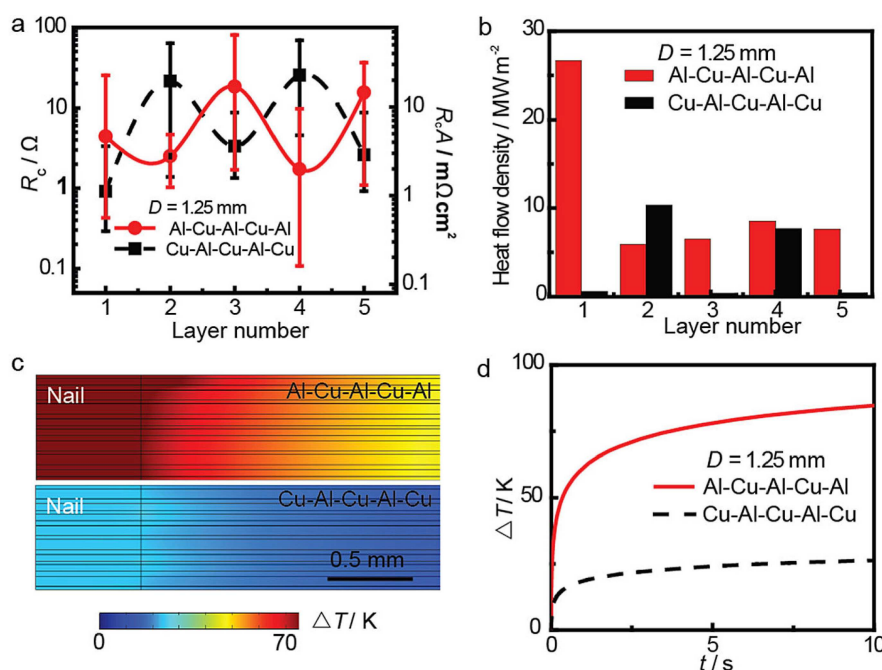 a
100
10
1
0.1
R_c / Ω
10
1
0.1
R_cA / mΩcm²
D = 1.25 mm
Al-Cu-Al-Cu-Al
Cu-Al-Cu-Al-Cu
1 2 3 4 5
Layer number
b
30
20
10
0
Heat flow density / MWm⁻²
D = 1.25 mm
Al-Cu-Al-Cu-Al
Cu-Al-Cu-Al-Cu
1 2 3 4 5
Layer number
c
Nail Al-Cu-Al-Cu-Al
Nail Cu-Al-Cu-Al-Cu
0.5 mm
0 70 △T / K
d
100
50
0
△T / K
D = 1.25 mm
Al-Cu-Al-Cu-Al
Cu-Al-Cu-Al-Cu
0 5 10
t / s